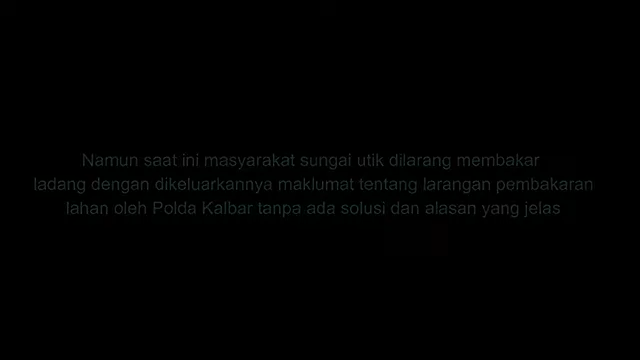 Namun saat ini masyarakat sungai utik dilarang membakar
ladang dengan dikeluarkannya maklumat tentang larangan pembakaran
lahan oleh Polda Kalbar tanpa ada solusi dan alasan yang jelas